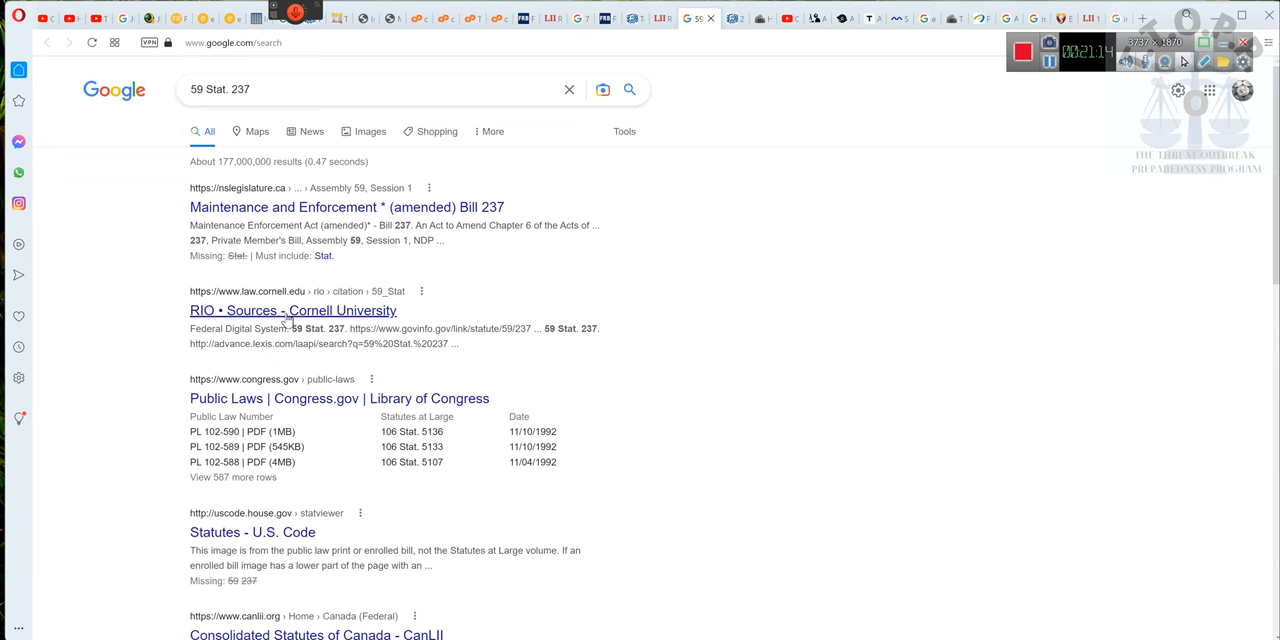 www.google.com/search
VPN
3737 × 1870
00:21:14
Google
59 Stat. 237
All
Maps
News
Images
Shopping
More
Tools
THE THREAT OUTBREAK
PREPAREDNESS PROGRAM
About 177,000,000 results (0.47 seconds)
https://nslegislature.ca › ... › Assembly 59, Session 1
Maintenance and Enforcement * (amended) Bill 237
Maintenance Enforcement Act (amended)* - Bill 237. An Act to Amend Chapter 6 of the Acts of ...
237, Private Member's Bill, Assembly 59, Session 1, NDP ...
Missing: Stat. | Must include: Stat.
https://www.law.cornell.edu › rio › citation › 59_Stat
RIO • Sources - Cornell University
Federal Digital System. 59 Stat. 237. https://www.govinfo.gov/link/statute/59/237 ... 59 Stat. 237.
http://advance.lexis.com/laapi/search?q=59%20Stat.%20237 ...
https://www.congress.gov › public-laws
Public Laws | Congress.gov | Library of Congress
Public Law Number Statutes at Large Date
PL 102-590 | PDF (1MB) 106 Stat. 5136 11/10/1992
PL 102-589 | PDF (545KB) 106 Stat. 5133 11/10/1992
PL 102-588 | PDF (4MB) 106 Stat. 5107 11/04/1992
View 587 more rows
http://uscode.house.gov › statviewer
Statutes - U.S. Code
This image is from the public law print or enrolled bill, not the Statutes at Large volume. If an
enrolled bill image has a lower part of the page with an ...
Missing: 59 237
https://www.canlii.org › Home › Canada (Federal)
Consolidated Statutes of Canada - CanLII